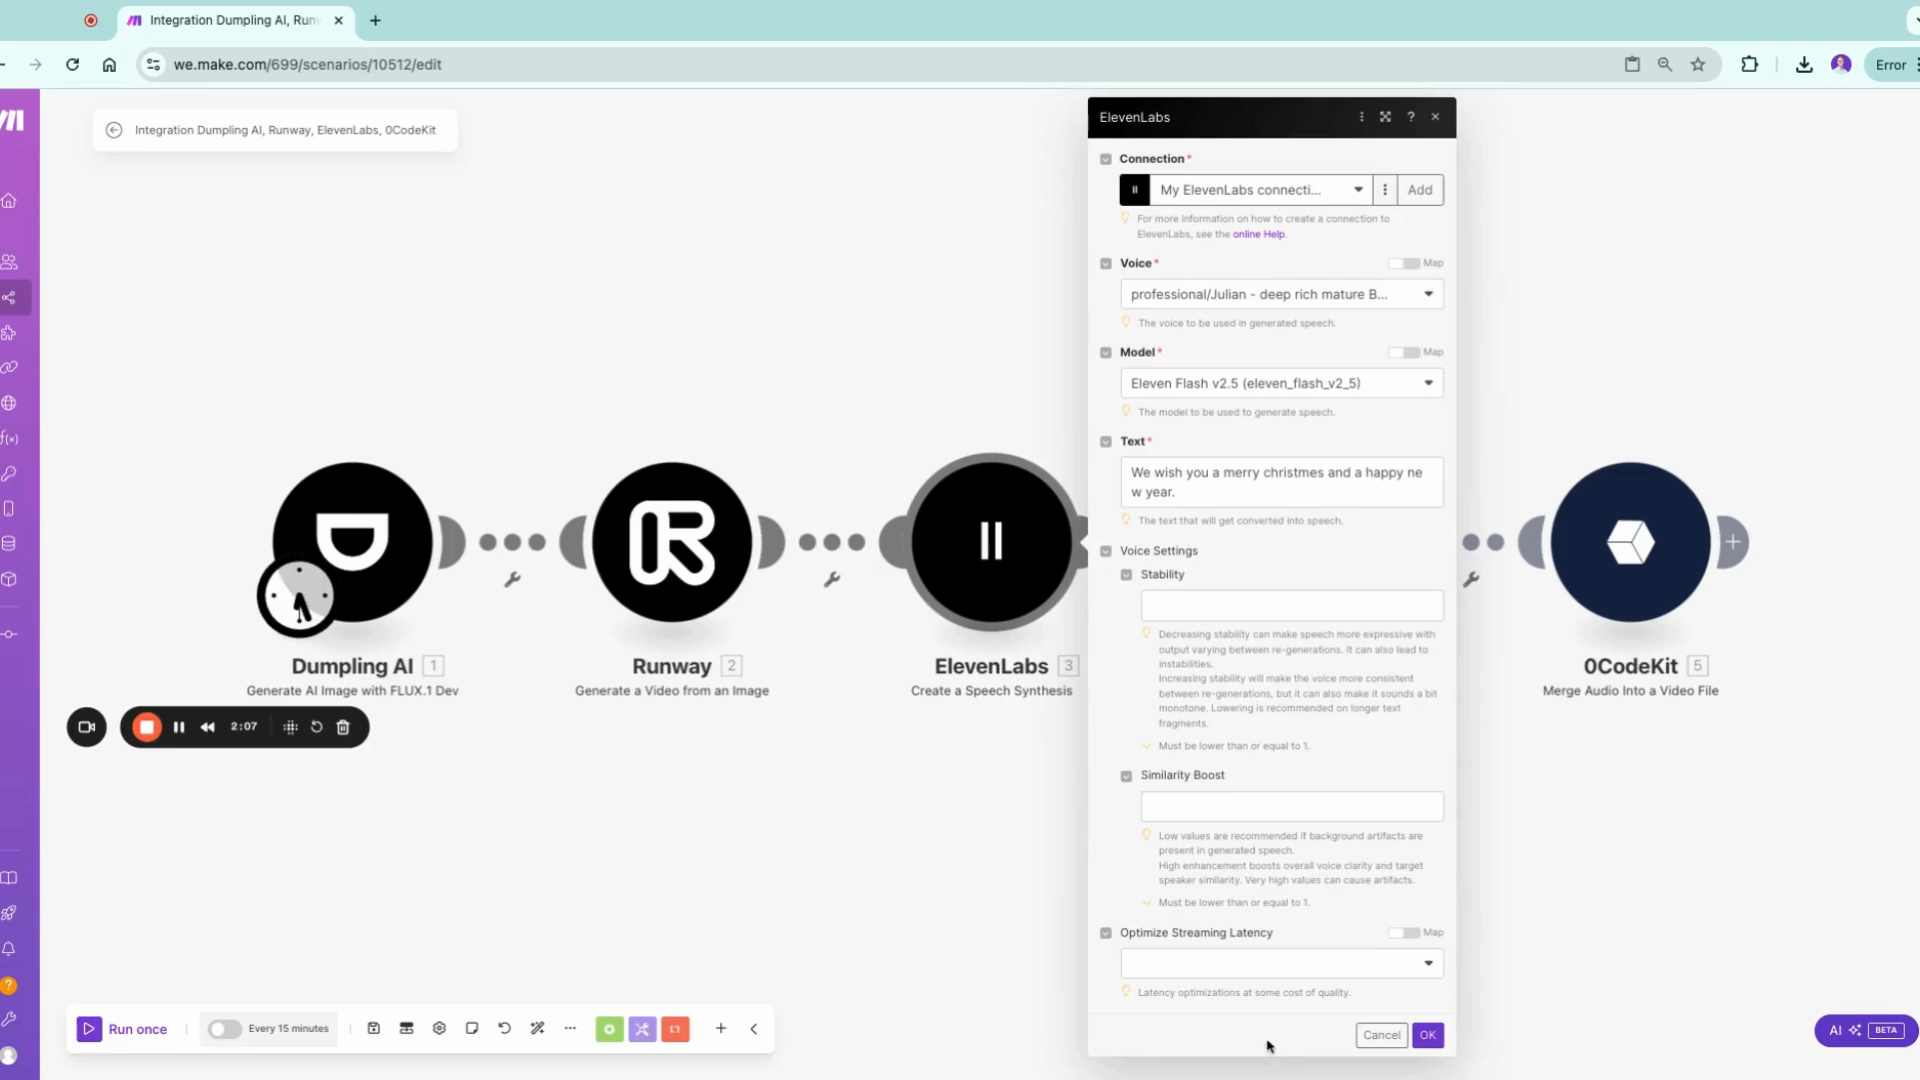 Integration Dumpling AI, Run
we.make.com/699/scenarios/10512/edit
Error
Integration Dumpling AI, Runway, ElevenLabs, 0CodeKit
ElevenLabs
?
Connection*
My ElevenLabs connecti...
Add
For more information on how to create a connection to
ElevenLabs, see the online Help.
Voice*
Map
professional/Julian - deep rich mature B...
The voice to be used in generated speech.
Model*
Map
Eleven Flash v2.5 (eleven_flash_v2_5)
The model to be used to generate speech.
Text*
We wish you a merry christmes and a happy ne
w year.
The text that will get converted into speech.
Voice Settings
Stability
Decreasing stability can make speech more expressive with
output varying between re-generations. It can also lead to
instabilities.
Increasing stability will make the voice more consistent
between re-generations, but it can also make it sounds a bit
monotone. Lowering is recommended on longer text
fragments.
Must be lower than or equal to 1.
Similarity Boost
Low values are recommended if background artifacts are
present in generated speech.
High enhancement boosts overall voice clarity and target
speaker similarity. Very high values can cause artifacts.
Must be lower than or equal to 1.
Optimize Streaming Latency
Map
Latency optimizations at some cost of quality.
Cancel
OK
Dumpling AI 1
Generate AI Image with FLUX.1 Dev
Runway 2
Generate a Video from an Image
ElevenLabs 3
Create a Speech Synthesis
0CodeKit 5
Merge Audio Into a Video File
2:07
Run once
Every 15 minutes
AI
BETA